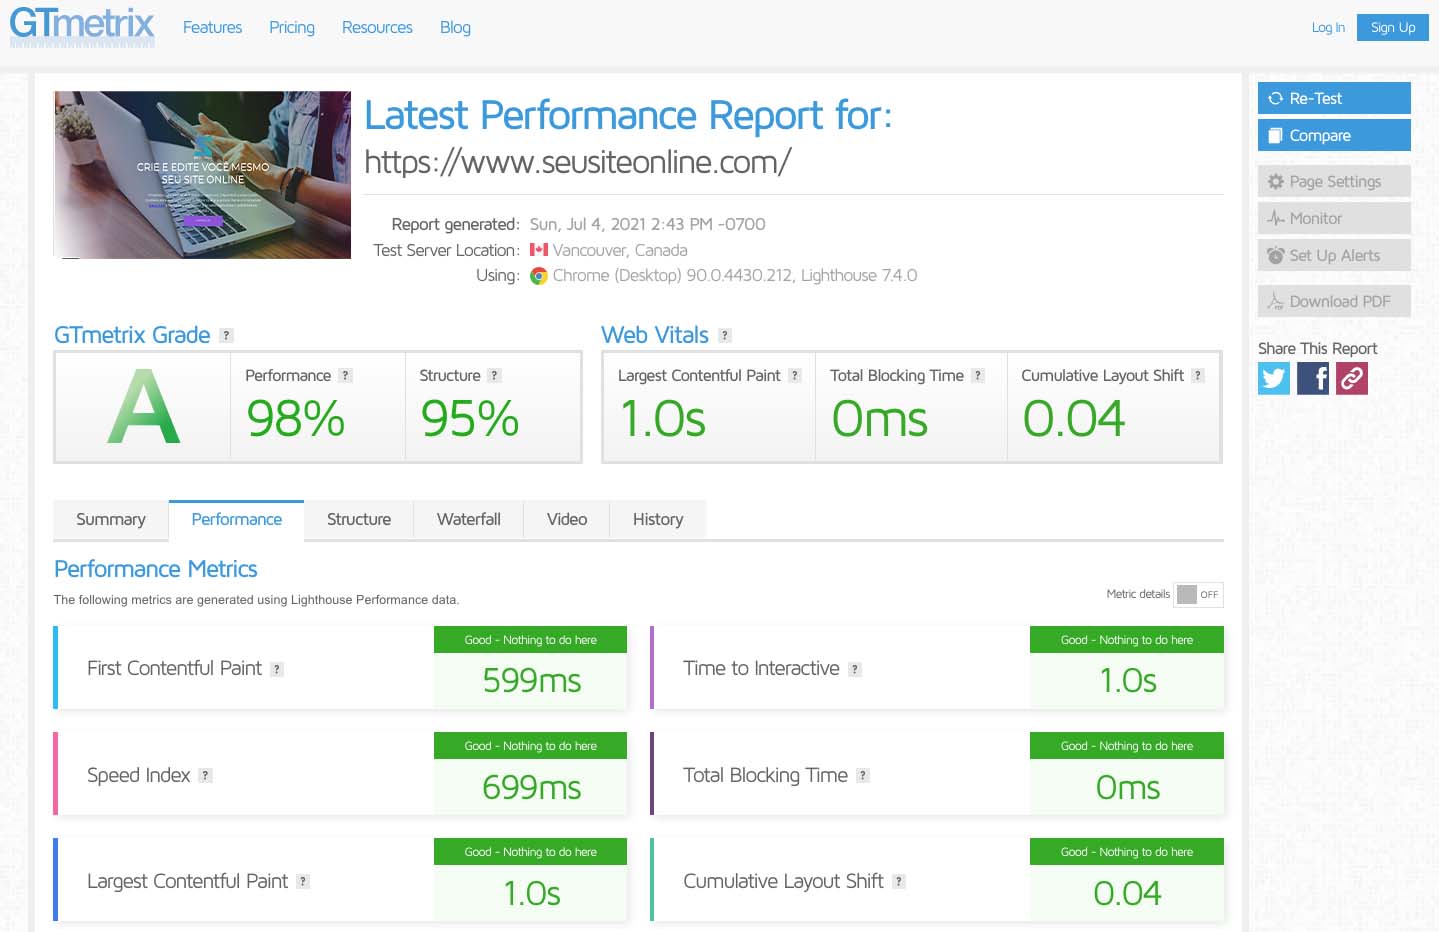 GTmetrix
Features Pricing Resources Blog
Log In Sign Up
CRIE E EDITE VOCÊ MESMO
SEU SITE ONLINE
Latest Performance Report for:
https://www.seusiteonline.com/
Report generated: Sun, Jul 4, 2021 2:43 PM -0700
Test Server Location: Vancouver, Canada
Using: Chrome (Desktop) 90.0.4430.212, Lighthouse 7.4.0
Re-Test
Compare
Page Settings
Monitor
Set Up Alerts
Download PDF
Share This Report
GTmetrix Grade ?
A
Performance ?
98%
Structure ?
95%
Web Vitals ?
Largest Contentful Paint ?
1.0s
Total Blocking Time ?
0ms
Cumulative Layout Shift ?
0.04
Summary Performance Structure Waterfall Video History
Performance Metrics
The following metrics are generated using Lighthouse Performance data.
Metric details OFF
First Contentful Paint ?
Good - Nothing to do here
599ms
Time to Interactive ?
Good - Nothing to do here
1.0s
Speed Index ?
Good - Nothing to do here
699ms
Total Blocking Time ?
Good - Nothing to do here
0ms
Largest Contentful Paint ?
Good - Nothing to do here
1.0s
Cumulative Layout Shift ?
Good - Nothing to do here
0.04